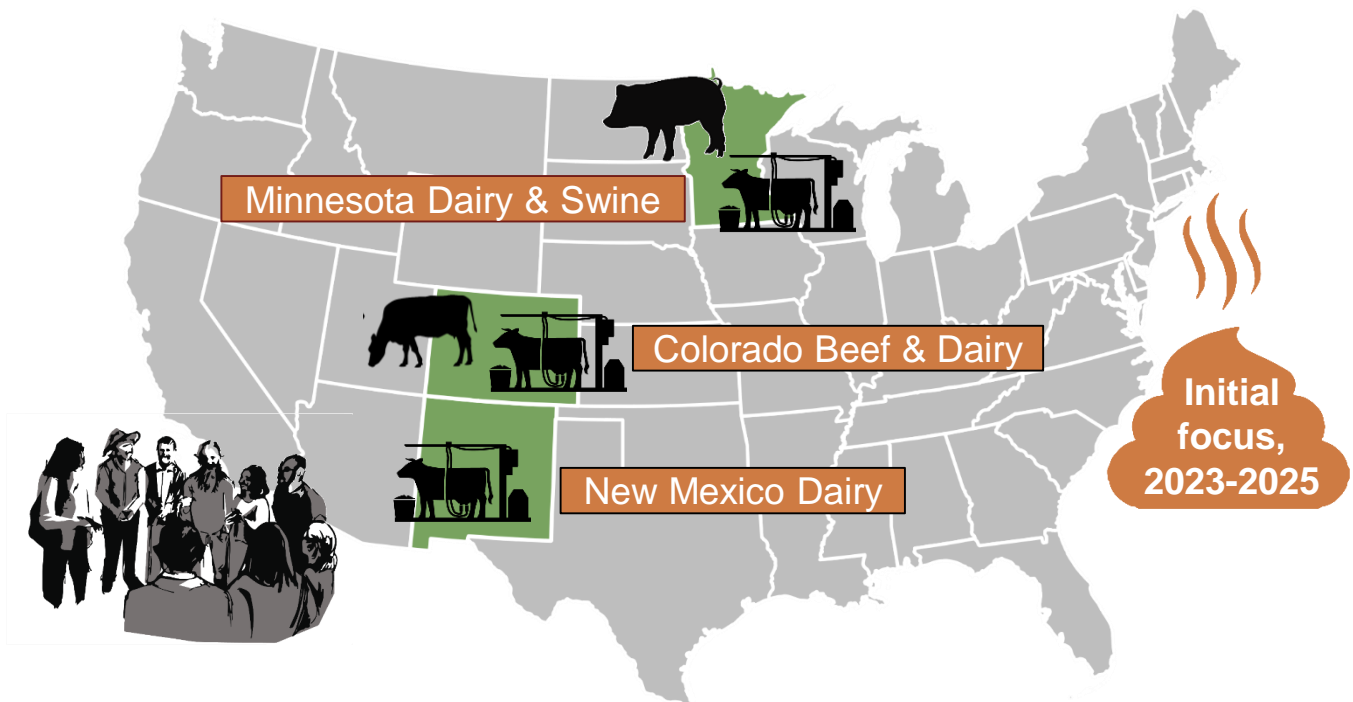 Minnesota Dairy & Swine
Colorado Beef & Dairy
New Mexico Dairy
Initial
focus,
2023-2025